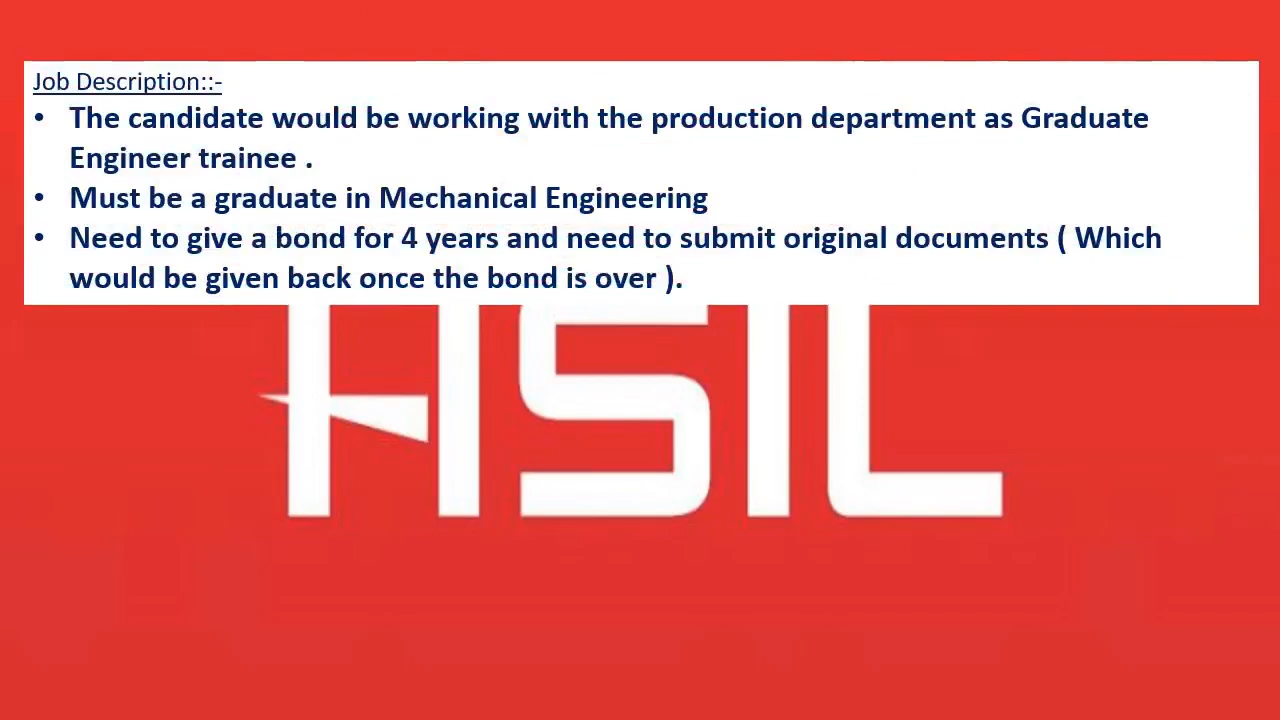 Job Description::-
• The candidate would be working with the production department as Graduate
Engineer trainee .
• Must be a graduate in Mechanical Engineering
• Need to give a bond for 4 years and need to submit original documents ( Which
would be given back once the bond is over ).
ASIL